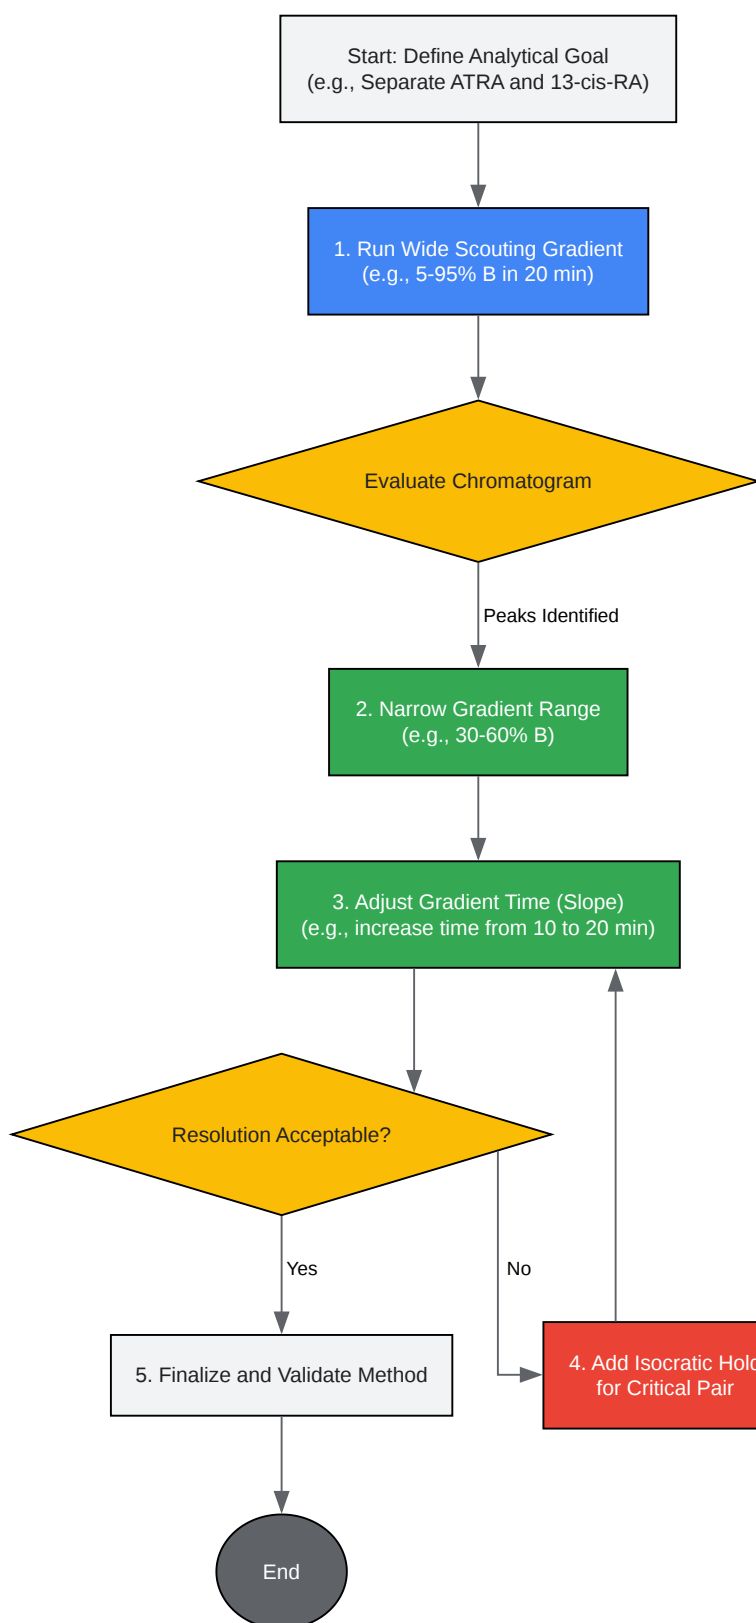 Start: Define Analytical Goal
(e.g., Separate ATRA and 13-cis-RA)
1. Run Wide Scouting Gradient
(e.g., 5-95% B in 20 min)
Evaluate Chromatogram
Peaks Identified
2. Narrow Gradient Range
(e.g., 30-60% B)
3. Adjust Gradient Time (Slope)
(e.g., increase time from 10 to 20 min)
Resolution Acceptable?
Yes
No
5. Finalize and Validate Method
4. Add Isocratic Hold
for Critical Pair
End